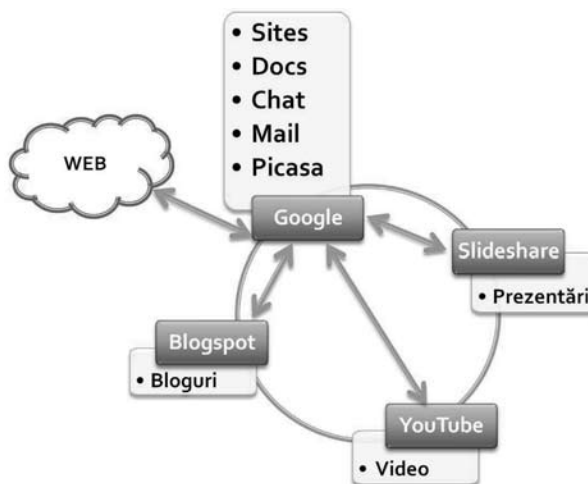 • Sites
• Docs
• Chat
• Mail
• Picasa
WEB
Google
Slideshare
• Prezentări
Blogspot
• Bloguri
YouTube
• Video